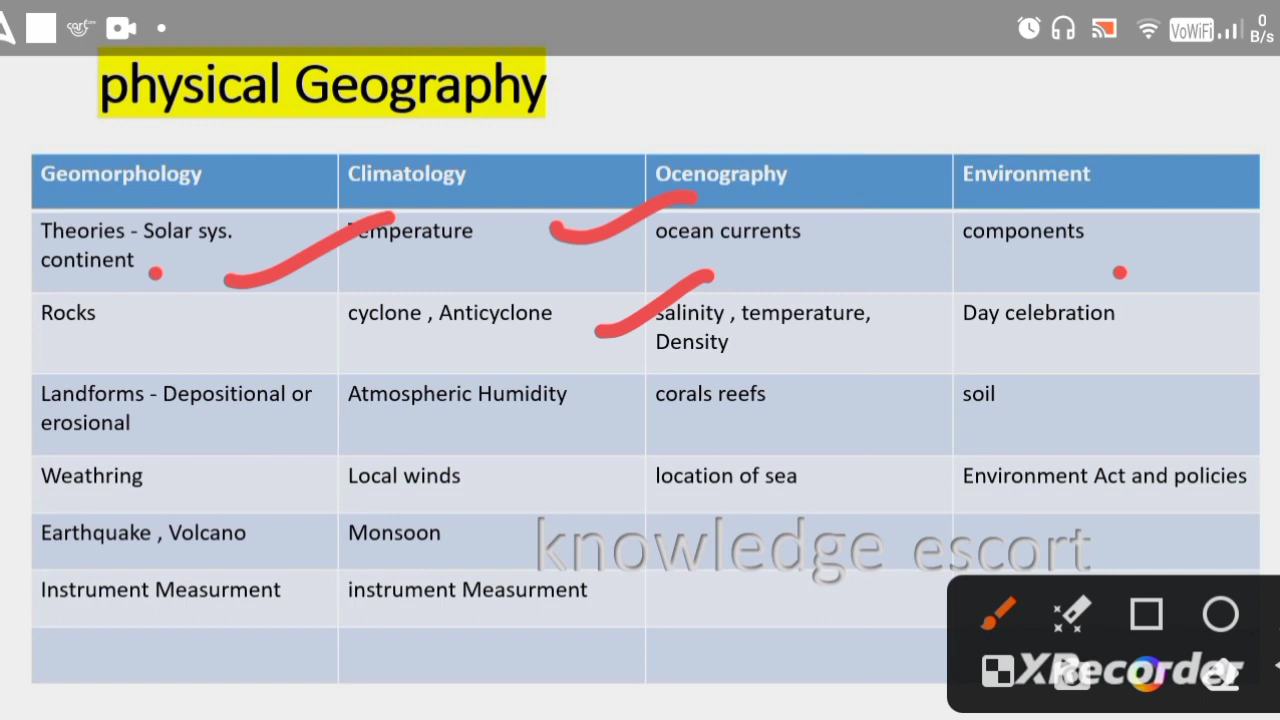 VoWiFi
0
B/s
physical Geography
Geomorphology Climatology Ocenography Environment
Theories - Solar sys.
continent
Temperature
ocean currents
components
Rocks
cyclone , Anticyclone
salinity , temperature,
Density
Day celebration
Landforms - Depositional or
erosional
Atmospheric Humidity
corals reefs
soil
Weathring
Local winds
location of sea
Environment Act and policies
Earthquake , Volcano
Monsoon
knowledge escort
Instrument Measurment
instrument Measurment
XRecorder